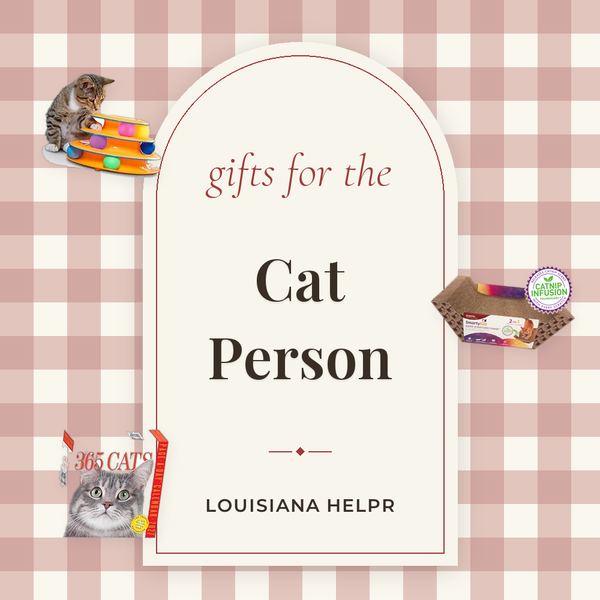 gifts for the
Cat
Person
LOUISIANA HELPR
365 CATS
CATNIP
INFUSION